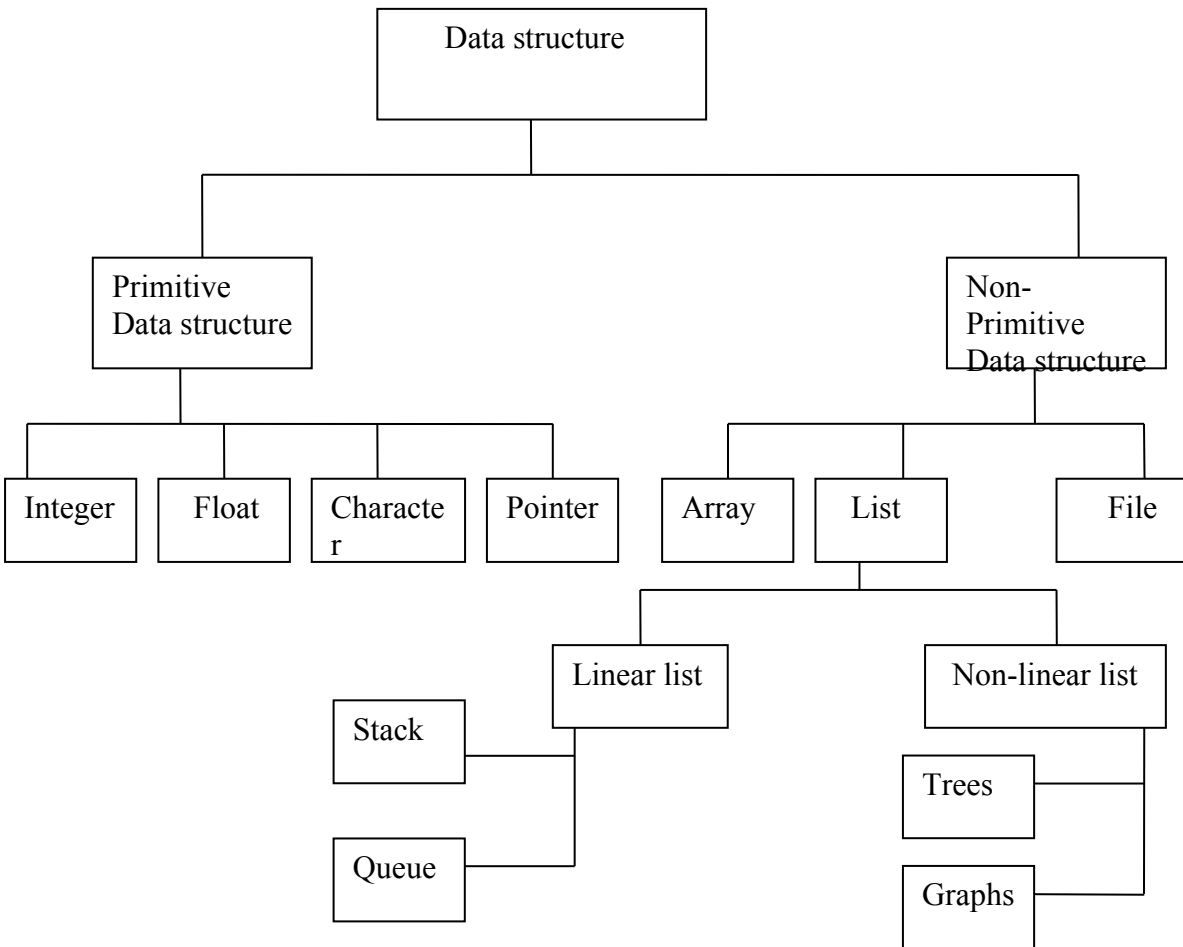 Data structure
Primitive
Data structure
Non-
Primitive
Data structure
Integer
Float
Characte
r
Pointer
Array
List
File
Linear list
Non-linear list
Stack
Trees
Queue
Graphs